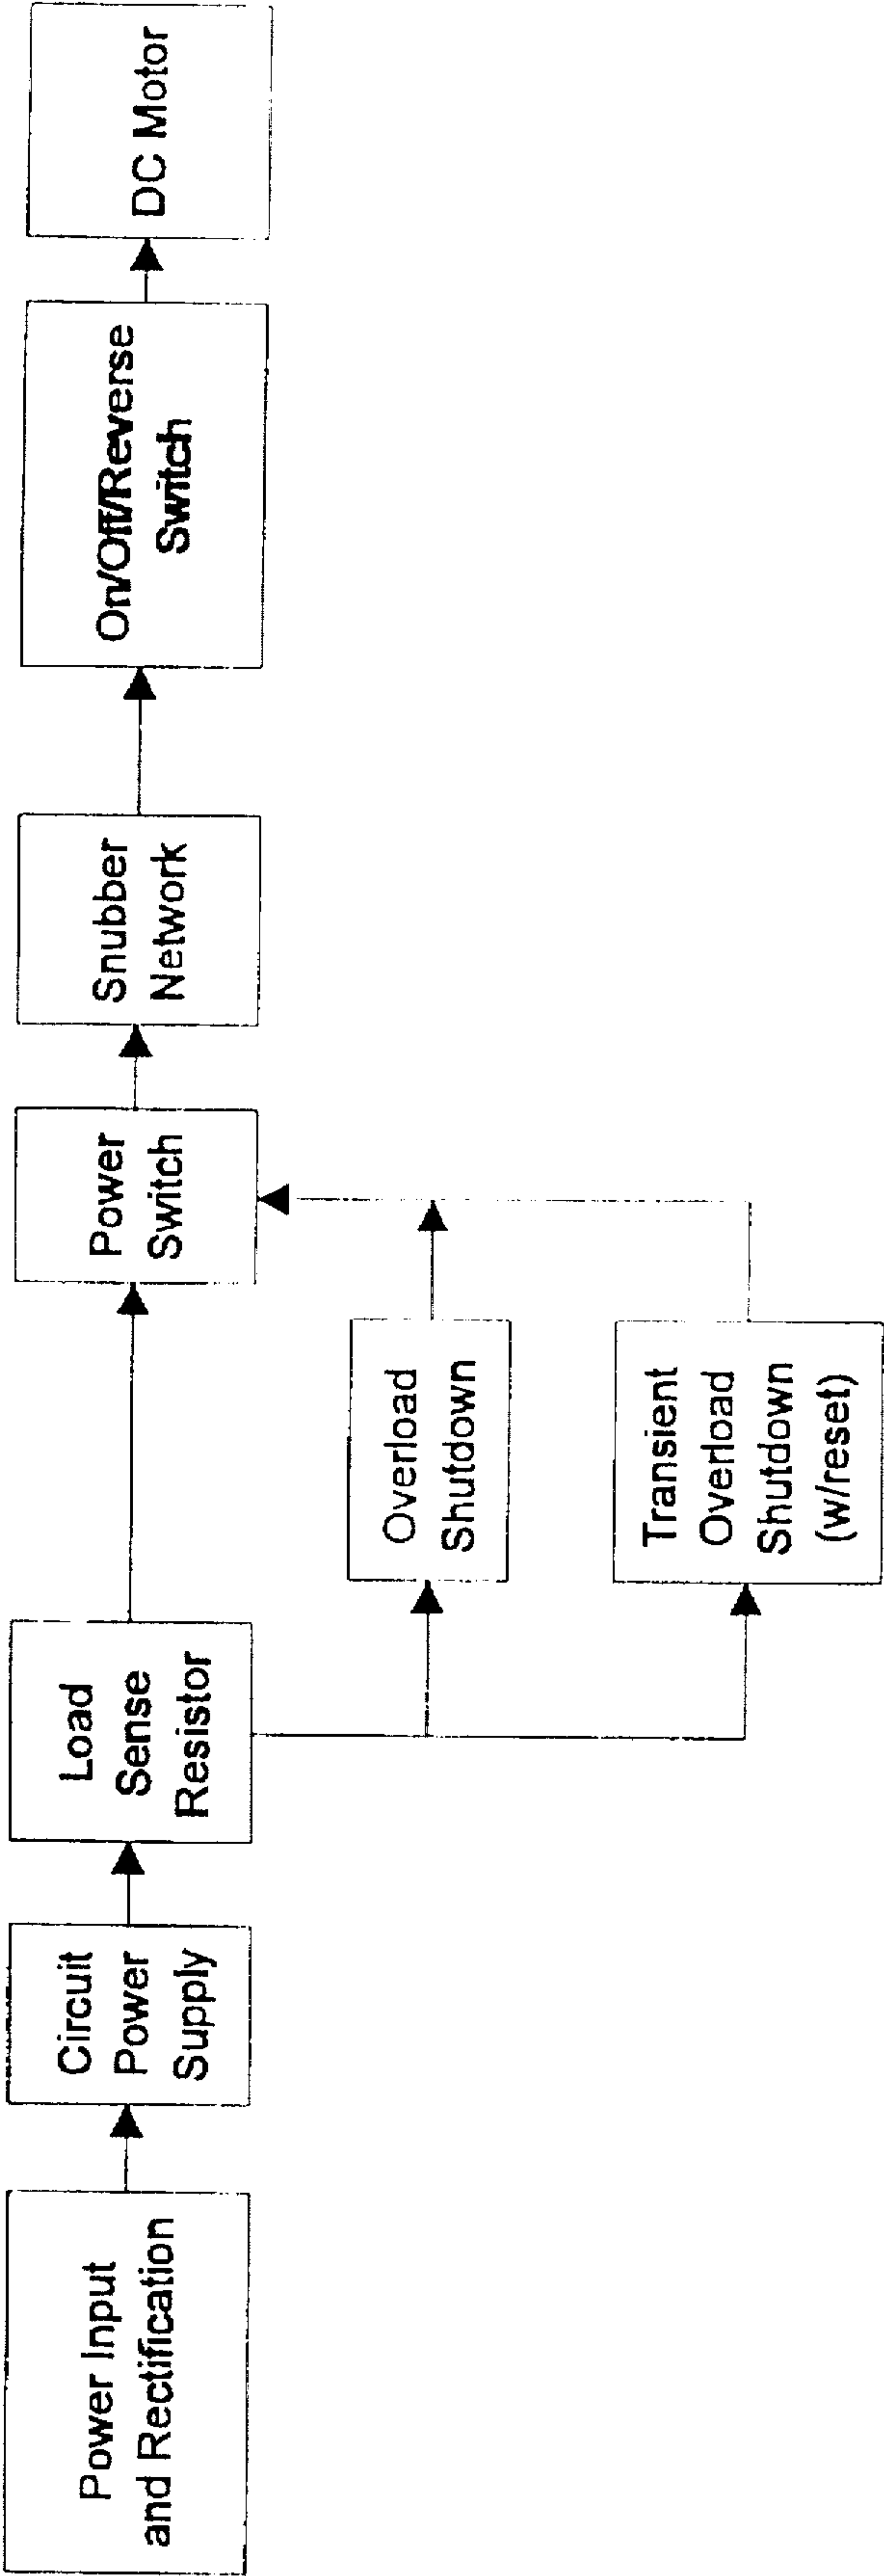 Power Input
and Rectification
Circuit
Power
Supply
Load
Sense
Resistor
Power
Switch
Snubber
Network
On/Off/Reverse
Switch
DC Motor
Overload
Shutdown
Transient
Overload
Shutdown
(w/reset)